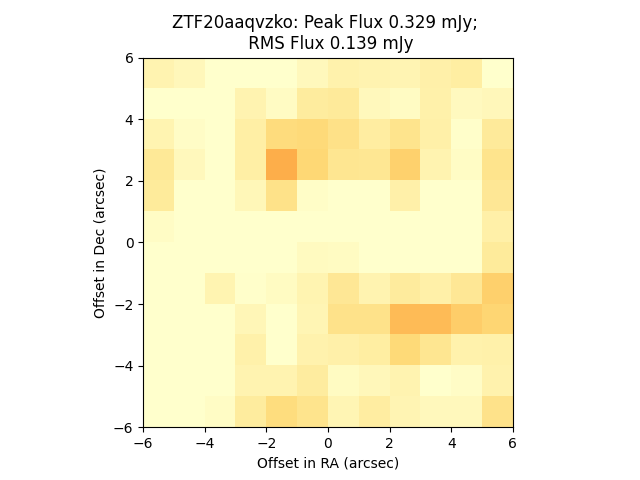 ZTF20aaqvzko: Peak Flux 0.329 mJy;
RMS Flux 0.139 mJy
6
4
2
0
−2
−4
−6
Offset in Dec (arcsec)
−6 −4 −2 0 2 4 6
Offset in RA (arcsec)